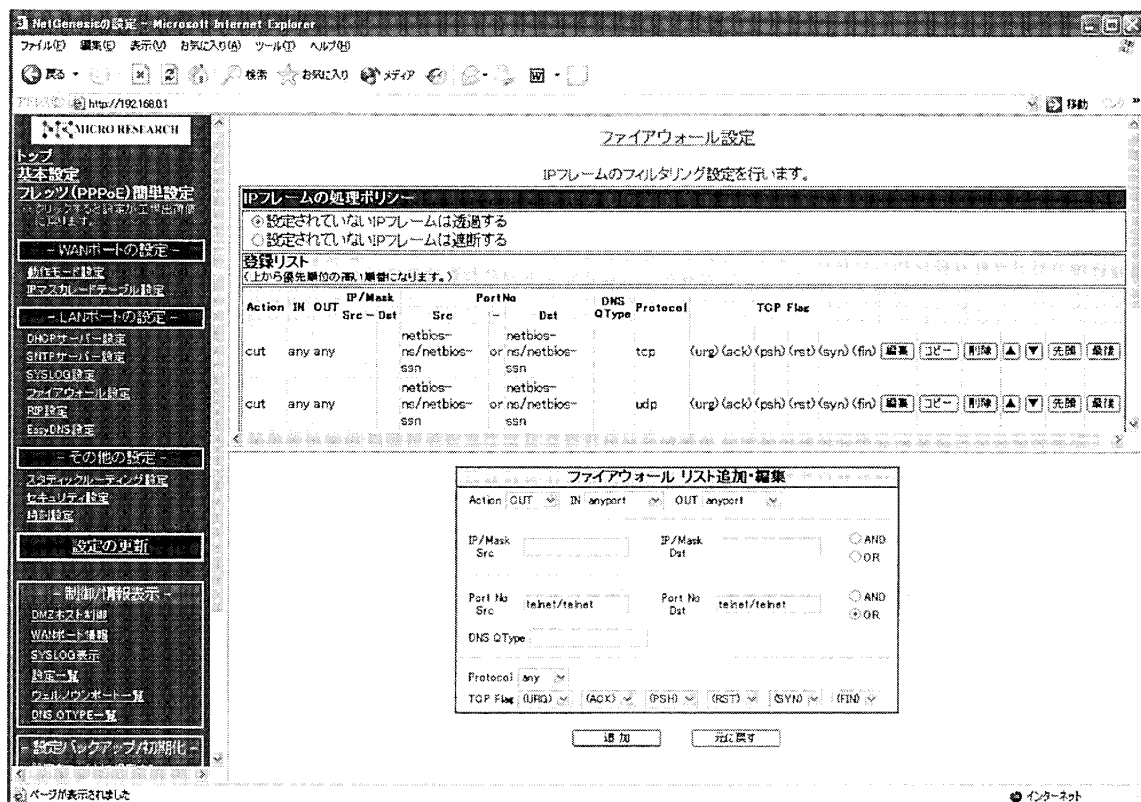 NetGenesisの設定 - Microsoft Internet Explorer
ファイル(F) 編集(E) 表示(V) お気に入り(A) ツール(T) ヘルプ(H)
戻る 検索 お気に入り メディア
http://192.168.0.1 移動
MICRO RESEARCH
トップ
基本設定
フレッツ(PPPoE)簡単設定
- WANポートの設定 -
動作モード設定
IPマスカレードテーブル設定
- LANポートの設定 -
DHCPサーバー設定
SNTPサーバー設定
SYSLOG設定
ファイアウォール設定
RIP設定
EasyDNS設定
- その他の設定 -
スタティックルーティング設定
セキュリティ設定
時刻設定
設定の更新
- 制御/情報表示 -
DMZホスト制御
WANポート情報
SYSLOG表示
設定一覧
ウェルノウンポート一覧
DNS QTYPE一覧
- 設定バックアップ/初期化 -
ファイアウォール設定
IPフレームのフィルタリング設定を行います。
IPフレームの処理ポリシー
設定されていないIPフレームは透過する
設定されていないIPフレームは遮断する
登録リスト
(上から優先順位の高い順番になります。)
Action IN OUT IP/Mask Src - Dst PortNo Src - Dst DNS QType Protocol TCP Flag
cut any any netbios-ns/netbios-ssn or netbios-ns/netbios-ssn tcp (urg)(ack)(psh)(rst)(syn)(fin) 編集 コピー 削除 ▲ ▼ 先頭 最後
cut any any netbios-ns/netbios-ssn or netbios-ns/netbios-ssn udp (urg)(ack)(psh)(rst)(syn)(fin) 編集 コピー 削除 ▲ ▼ 先頭 最後
ファイアウォール リスト追加・編集
Action CUT IN anyport OUT anyport
IP/Mask Src IP/Mask Dst AND
OR
Port No Src telnet/telnet Port No Dst telnet/telnet AND
OR
DNS QType
Protocol any
TCP Flag (URG) (ACK) (PSH) (RST) (SYN) (FIN)
追加 元に戻す
ページが表示されました インターネット